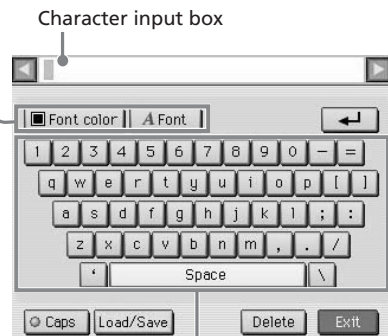 Character input box
Font color A Font
1 2 3 4 5 6 7 8 9 0 - =
q w e r t y u i o p [ ]
a s d f g h j k l ; :
z x c v b n m , . /
' Space \
Caps Load/Save Delete Exit